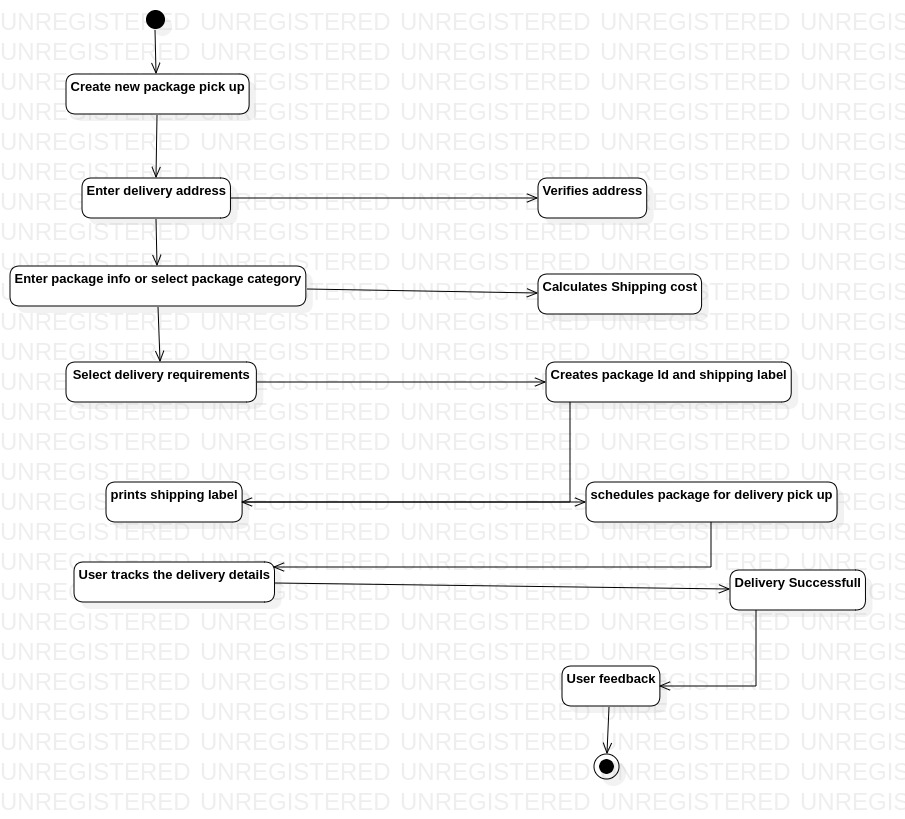 Create new package pick up
Enter delivery address
Verifies address
Enter package info or select package category
Calculates Shipping cost
Select delivery requirements
Creates package Id and shipping label
prints shipping label
schedules package for delivery pick up
User tracks the delivery details
Delivery Successfull
User feedback
UNREGISTERED